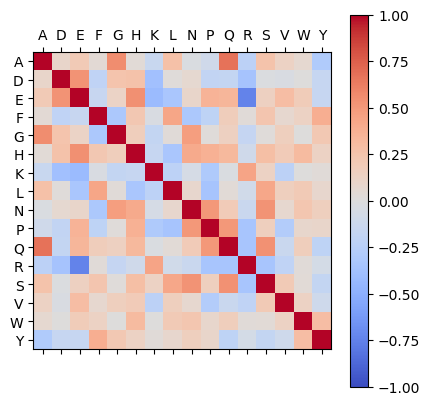 A D E F G H K L N P Q R S V W Y
A
D
E
F
G
H
K
L
N
P
Q
R
S
V
W
Y
1.00
0.75
0.50
0.25
0.00
−0.25
−0.50
−0.75
−1.00